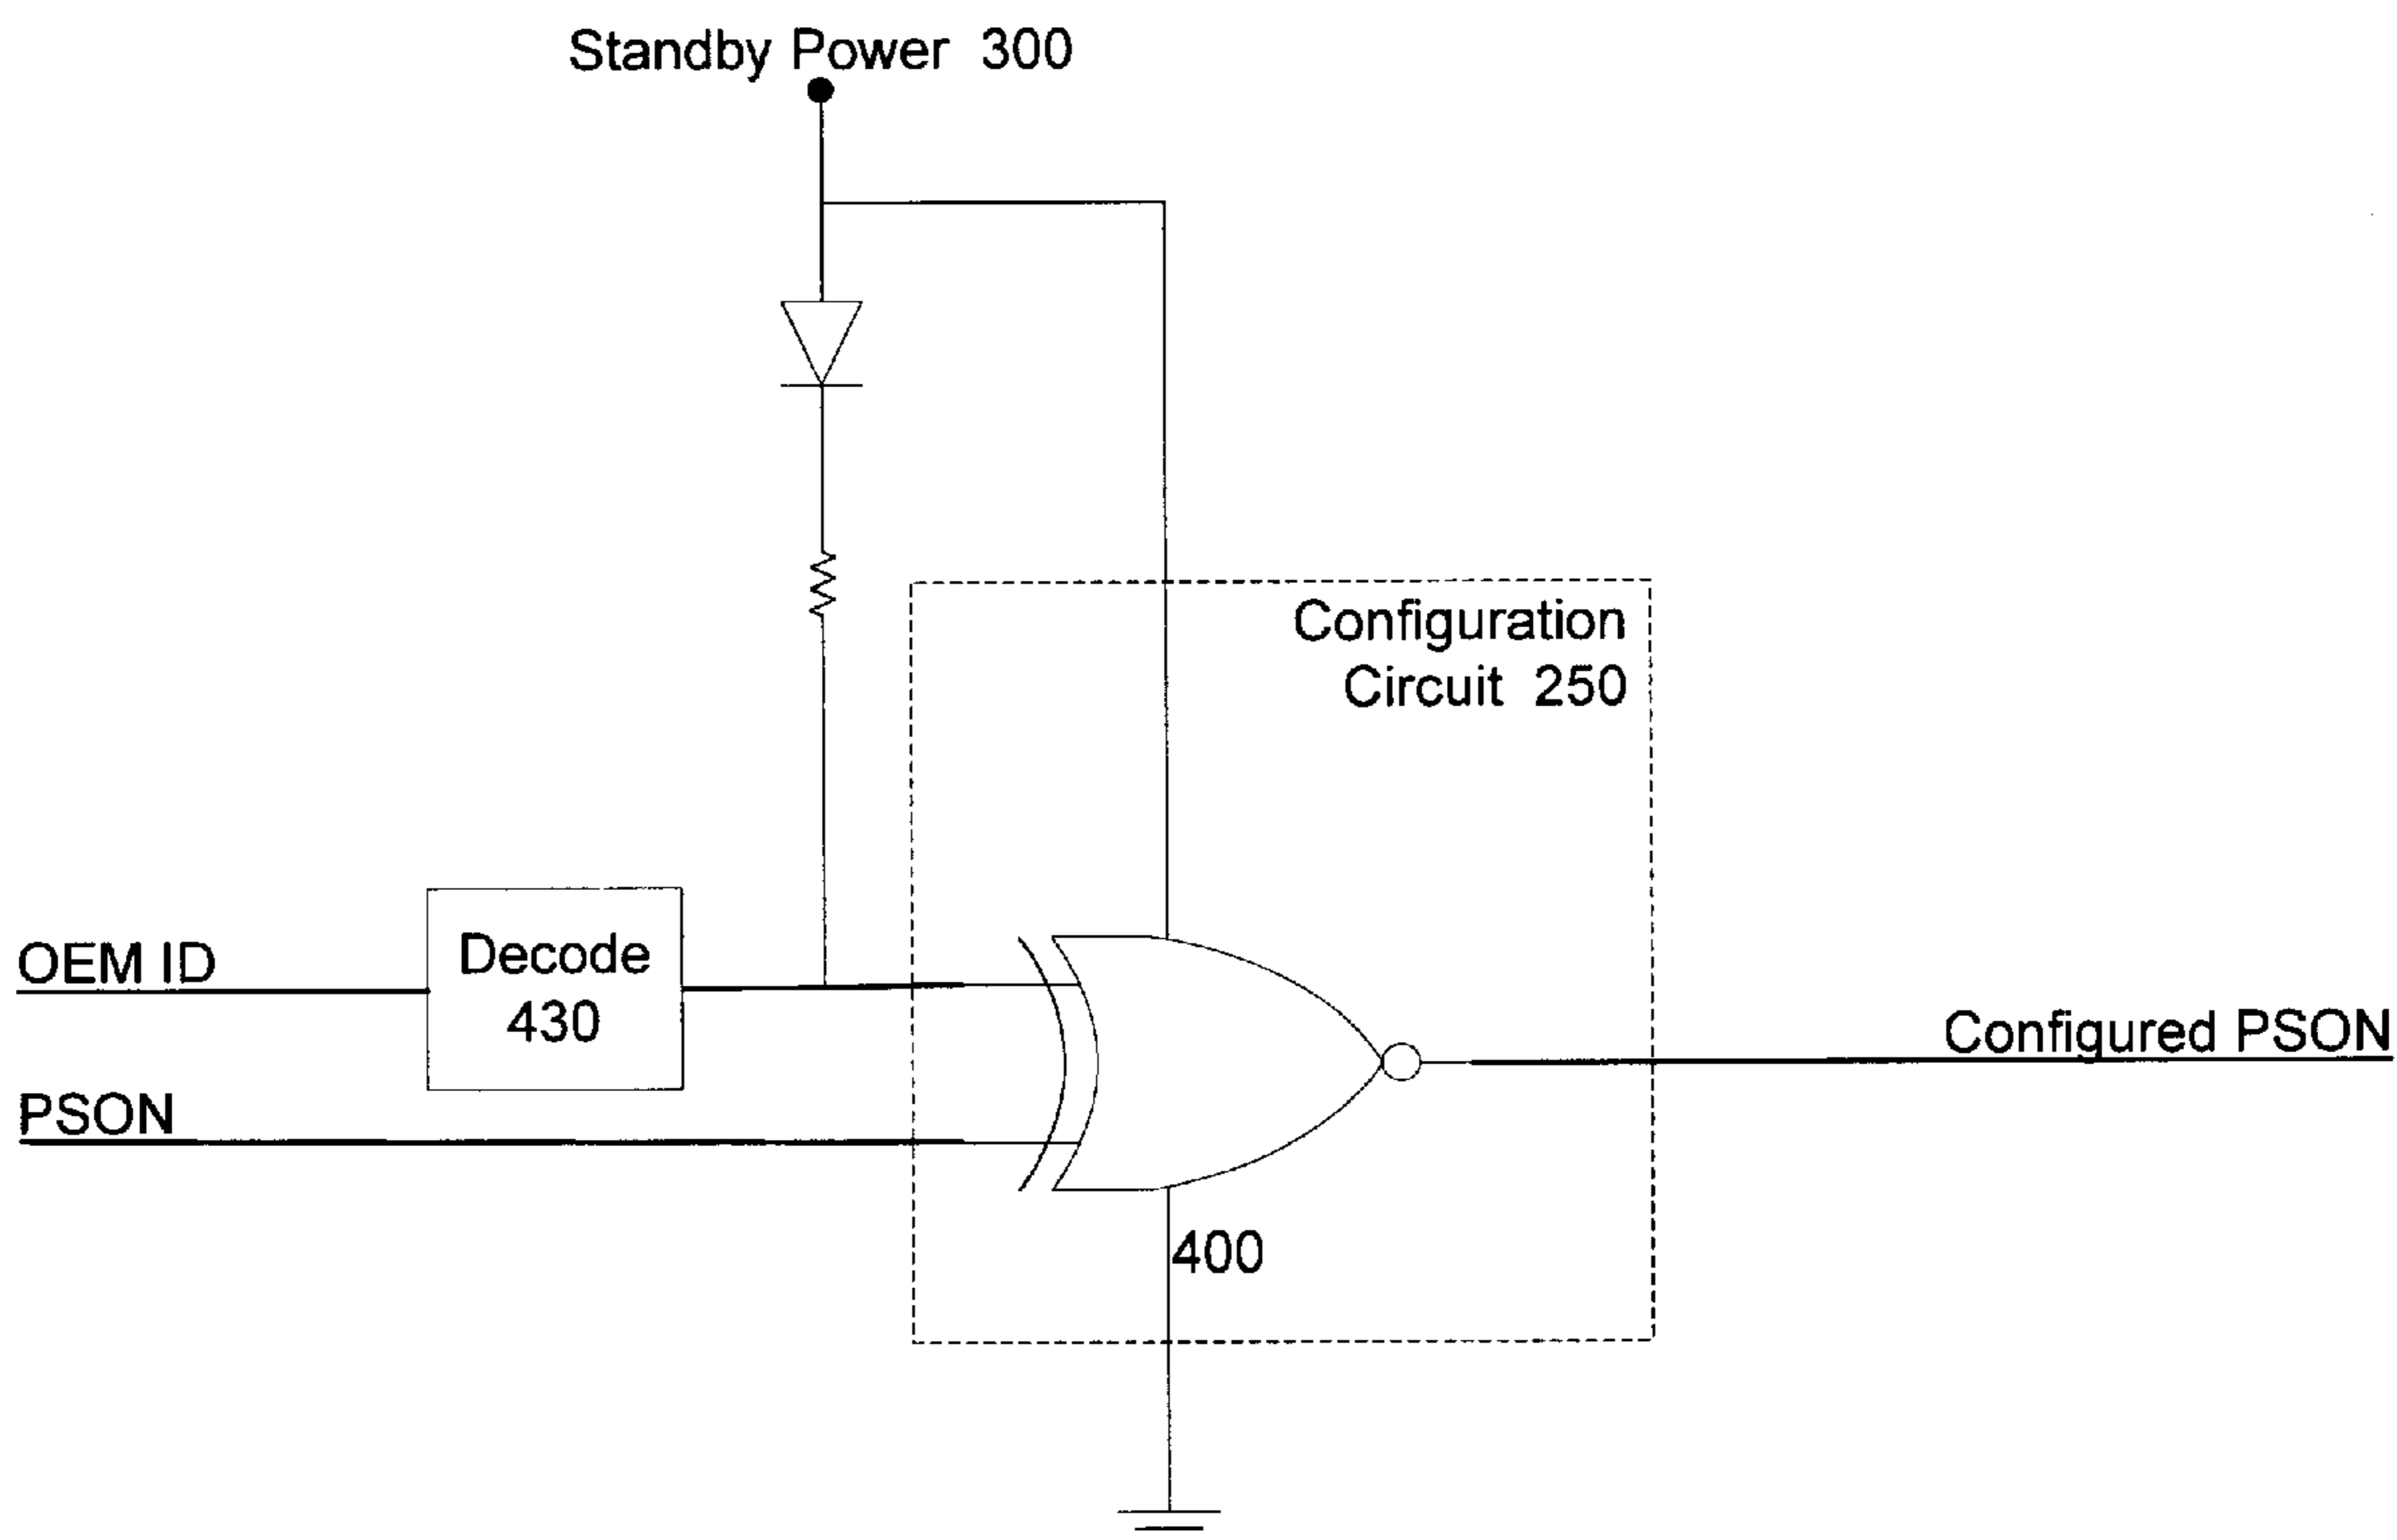 Standby Power 300
Configuration
Circuit 250
OEM ID
Decode
430
PSON
Configured PSON
400